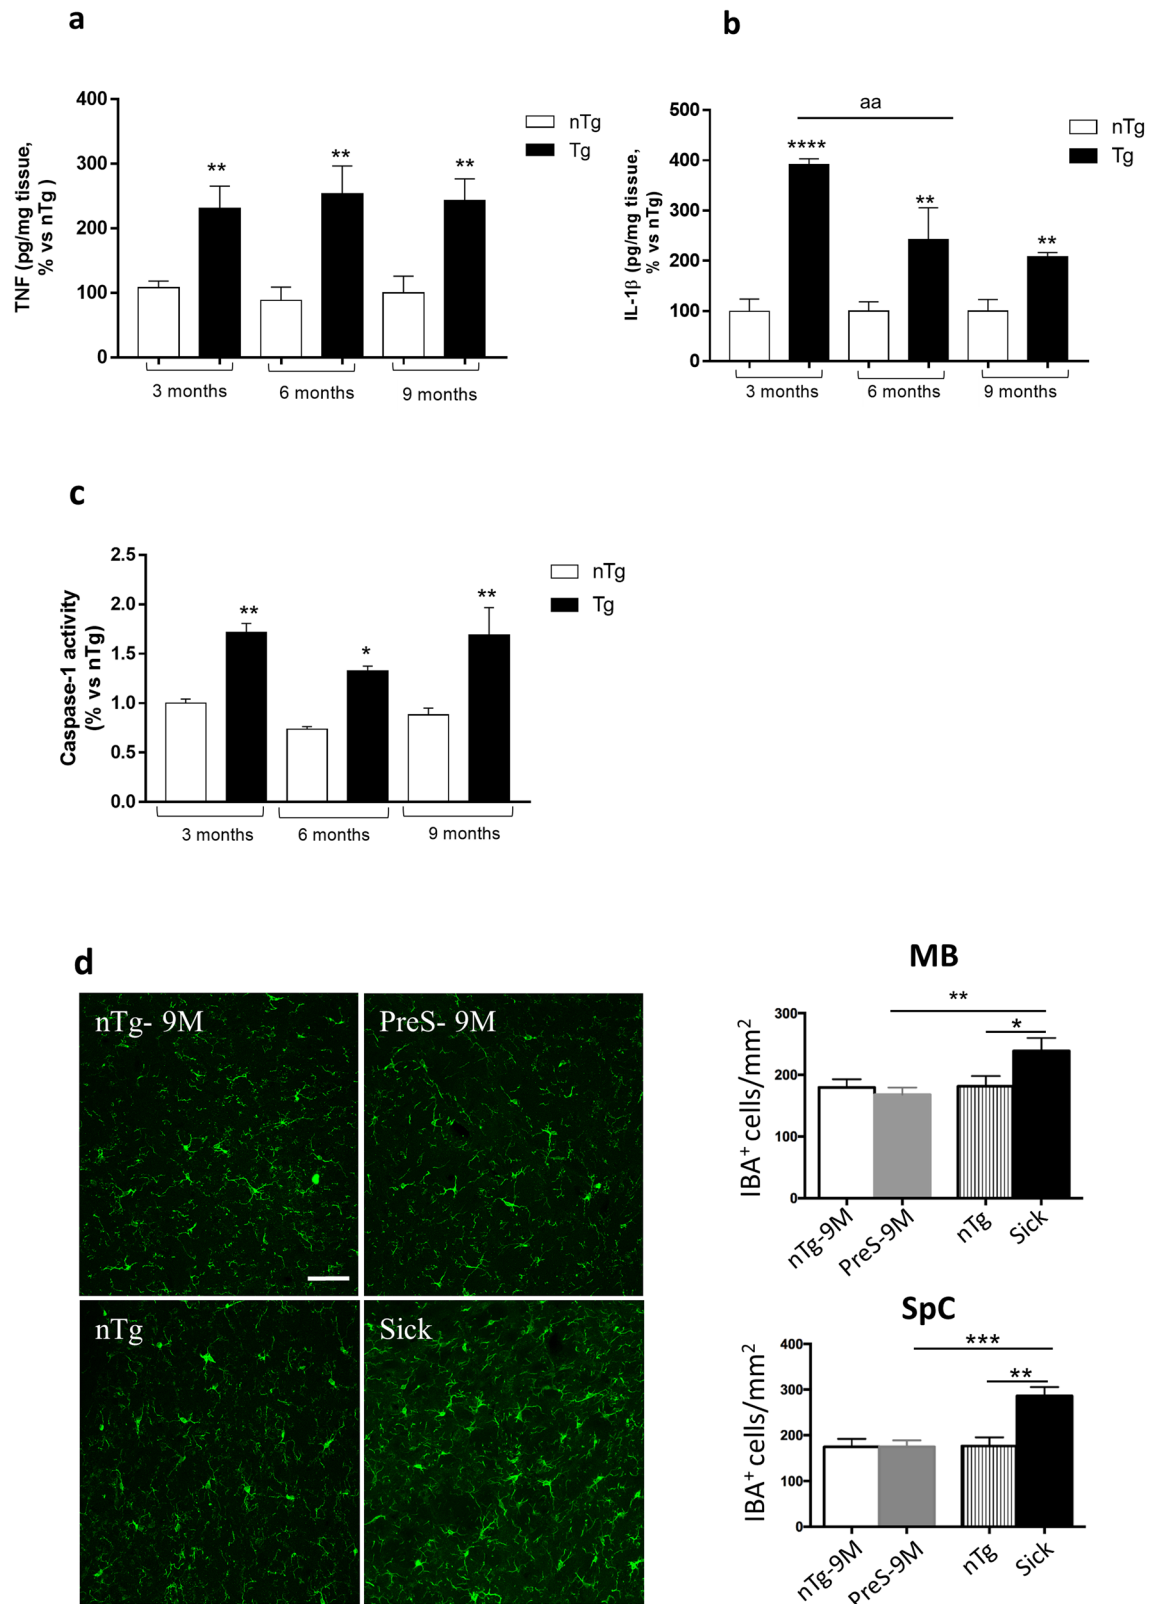 a
400
300
200
100
0
TNF (pg/mg tissue,
% vs nTg )
**
**
**
nTg
Tg
3 months
6 months
9 months
b
500
400
300
200
100
0
IL-1β (pg/mg tissue,
% vs nTg)
aa
****
**
**
nTg
Tg
3 months
6 months
9 months
c
2.5
2.0
1.5
1.0
0.5
0.0
Caspase-1 activity
(% vs nTg)
**
*
**
nTg
Tg
3 months
6 months
9 months
d
nTg- 9M
PreS- 9M
nTg
Sick
MB
300
200
100
0
IBA⁺ cells/mm²
**
*
nTg-9M
PreS-9M
nTg
Sick
SpC
400
300
200
100
0
IBA⁺ cells/mm²
***
**
nTg-9M
PreS-9M
nTg
Sick